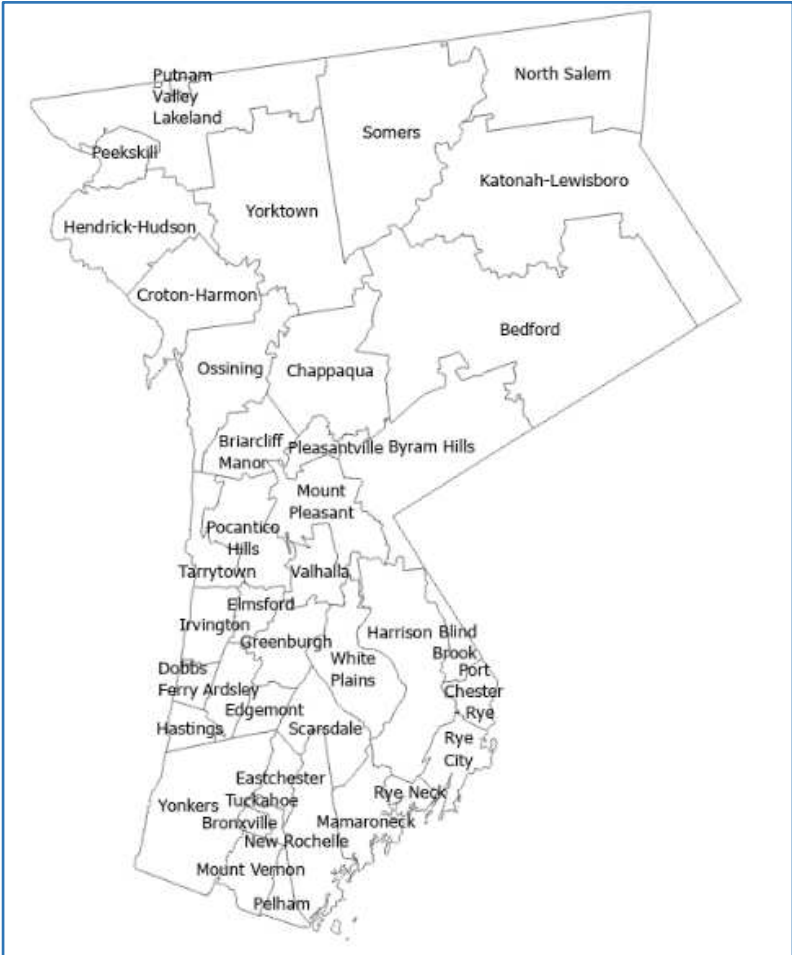 North Salem
Putnam
Valley
Lakeland
Somers
Peekskill
Katonah-Lewisboro
Yorktown
Hendrick-Hudson
Croton-Harmon
Bedford
Ossining
Chappaqua
Briarcliff
Manor
Pleasantville
Byram Hills
Mount
Pleasant
Pocantico
Hills
Tarrytown
Valhalla
Elmsford
Irvington
Greenburgh
Harrison
Blind
Brook
White
Plains
Port
Chester
- Rye
Dobbs
Ferry
Ardsley
Edgemont
Hastings
Scarsdale
Rye
City
Eastchester
Rye Neck
Tuckahoe
Yonkers
Bronxville
Mamaroneck
New Rochelle
Mount Vernon
Pelham